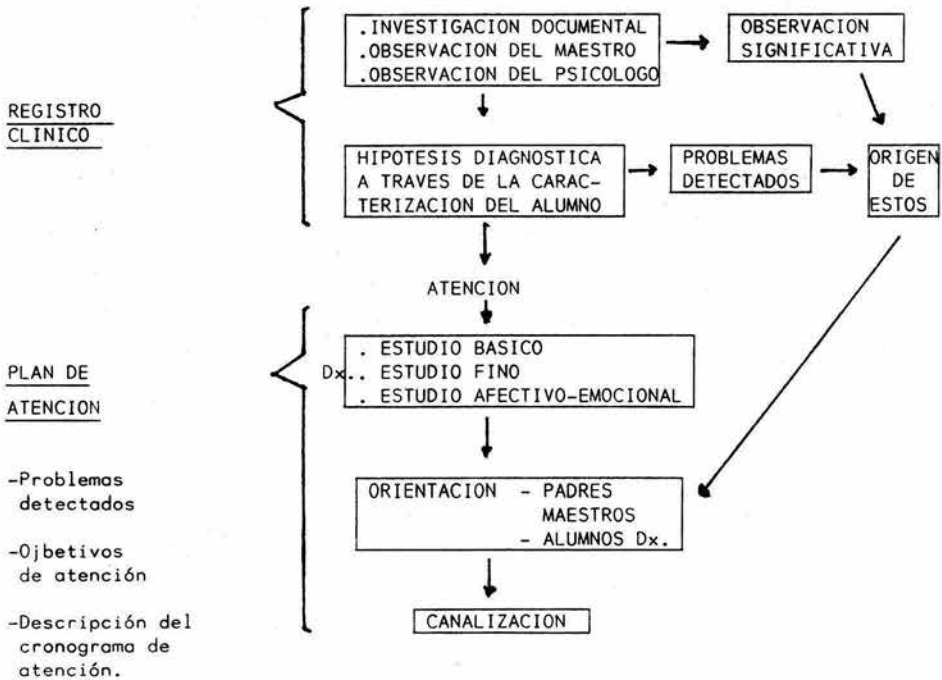 .INVESTIGACION DOCUMENTAL
.OBSERVACION DEL MAESTRO
.OBSERVACION DEL PSICOLOGO
OBSERVACION
SIGNIFICATIVA
REGISTRO
CLINICO
HIPOTESIS DIAGNOSTICA
A TRAVES DE LA CARAC-
TERIZACION DEL ALUMNO
PROBLEMAS
DETECTADOS
ORIGEN
DE
ESTOS
ATENCION
PLAN DE
ATENCION
. ESTUDIO BASICO
Dx.. ESTUDIO FINO
. ESTUDIO AFECTIVO-EMOCIONAL
-Problemas
detectados
-Ojbetivos
de atención
-Descripción del
cronograma de
atención.
ORIENTACION - PADRES
MAESTROS
- ALUMNOS Dx.
CANALIZACION